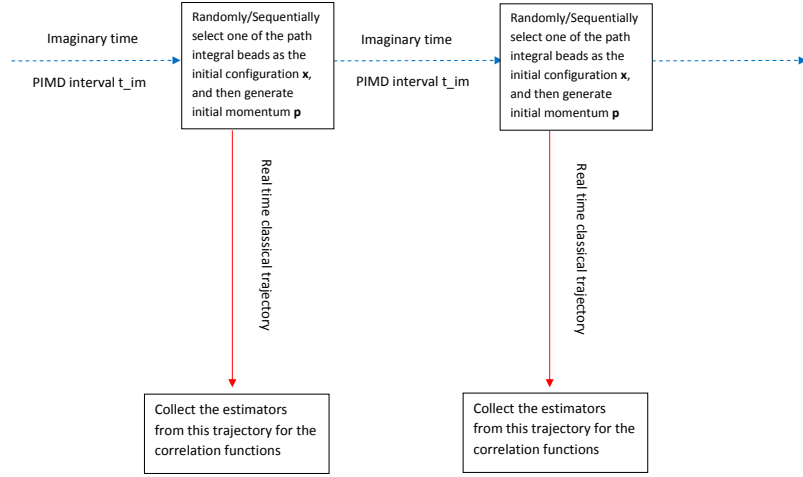 Imaginary time
PIMD interval t_im
Randomly/Sequentially
select one of the path
integral beads as the
initial configuration x,
and then generate
initial momentum p
Imaginary time
PIMD interval t_im
Randomly/Sequentially
select one of the path
integral beads as the
initial configuration x,
and then generate
initial momentum p
Real time classical trajectory
Real time classical trajectory
Collect the estimators
from this trajectory for the
correlation functions
Collect the estimators
from this trajectory for the
correlation functions